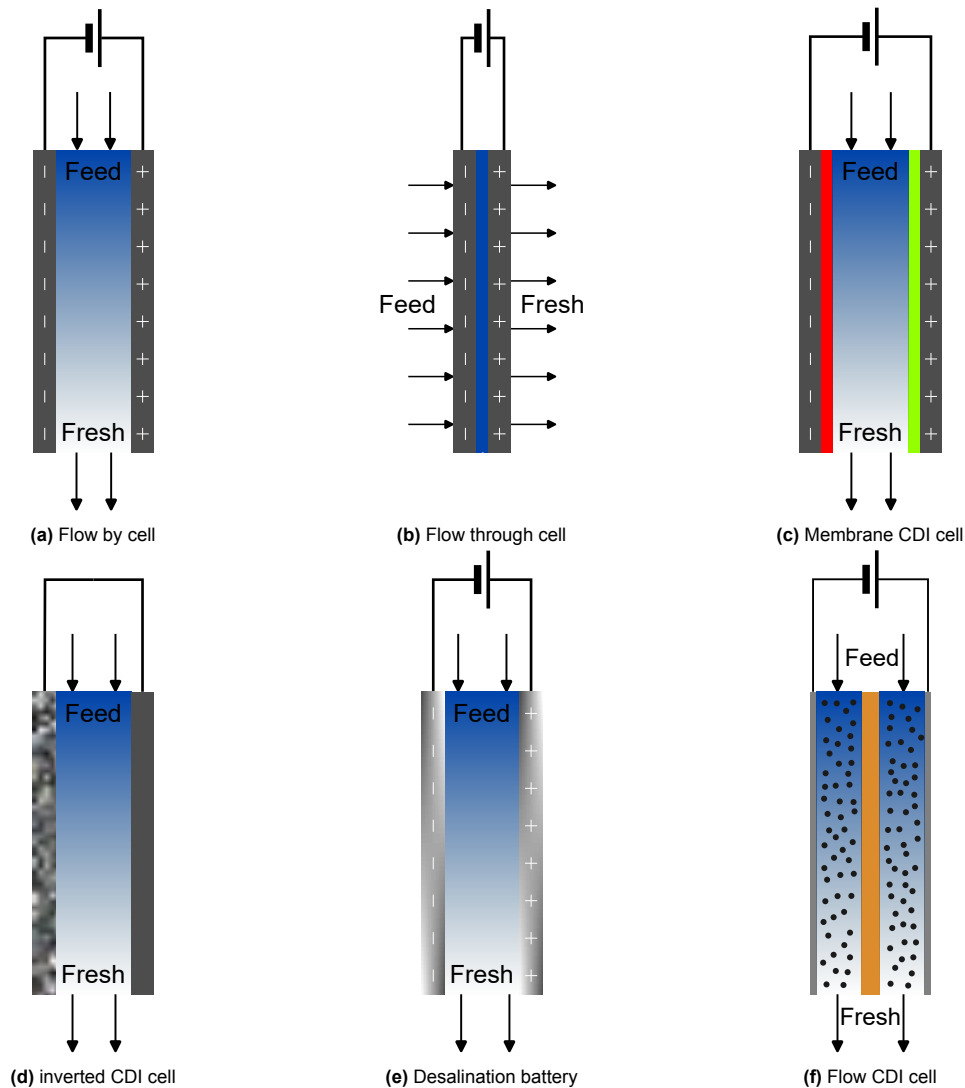 Feed
Fresh
(a) Flow by cell
Feed
Fresh
(b) Flow through cell
Feed
Fresh
(c) Membrane CDI cell
Feed
Fresh
(d) inverted CDI cell
Feed
Fresh
(e) Desalination battery
Feed
Fresh
(f) Flow CDI cell